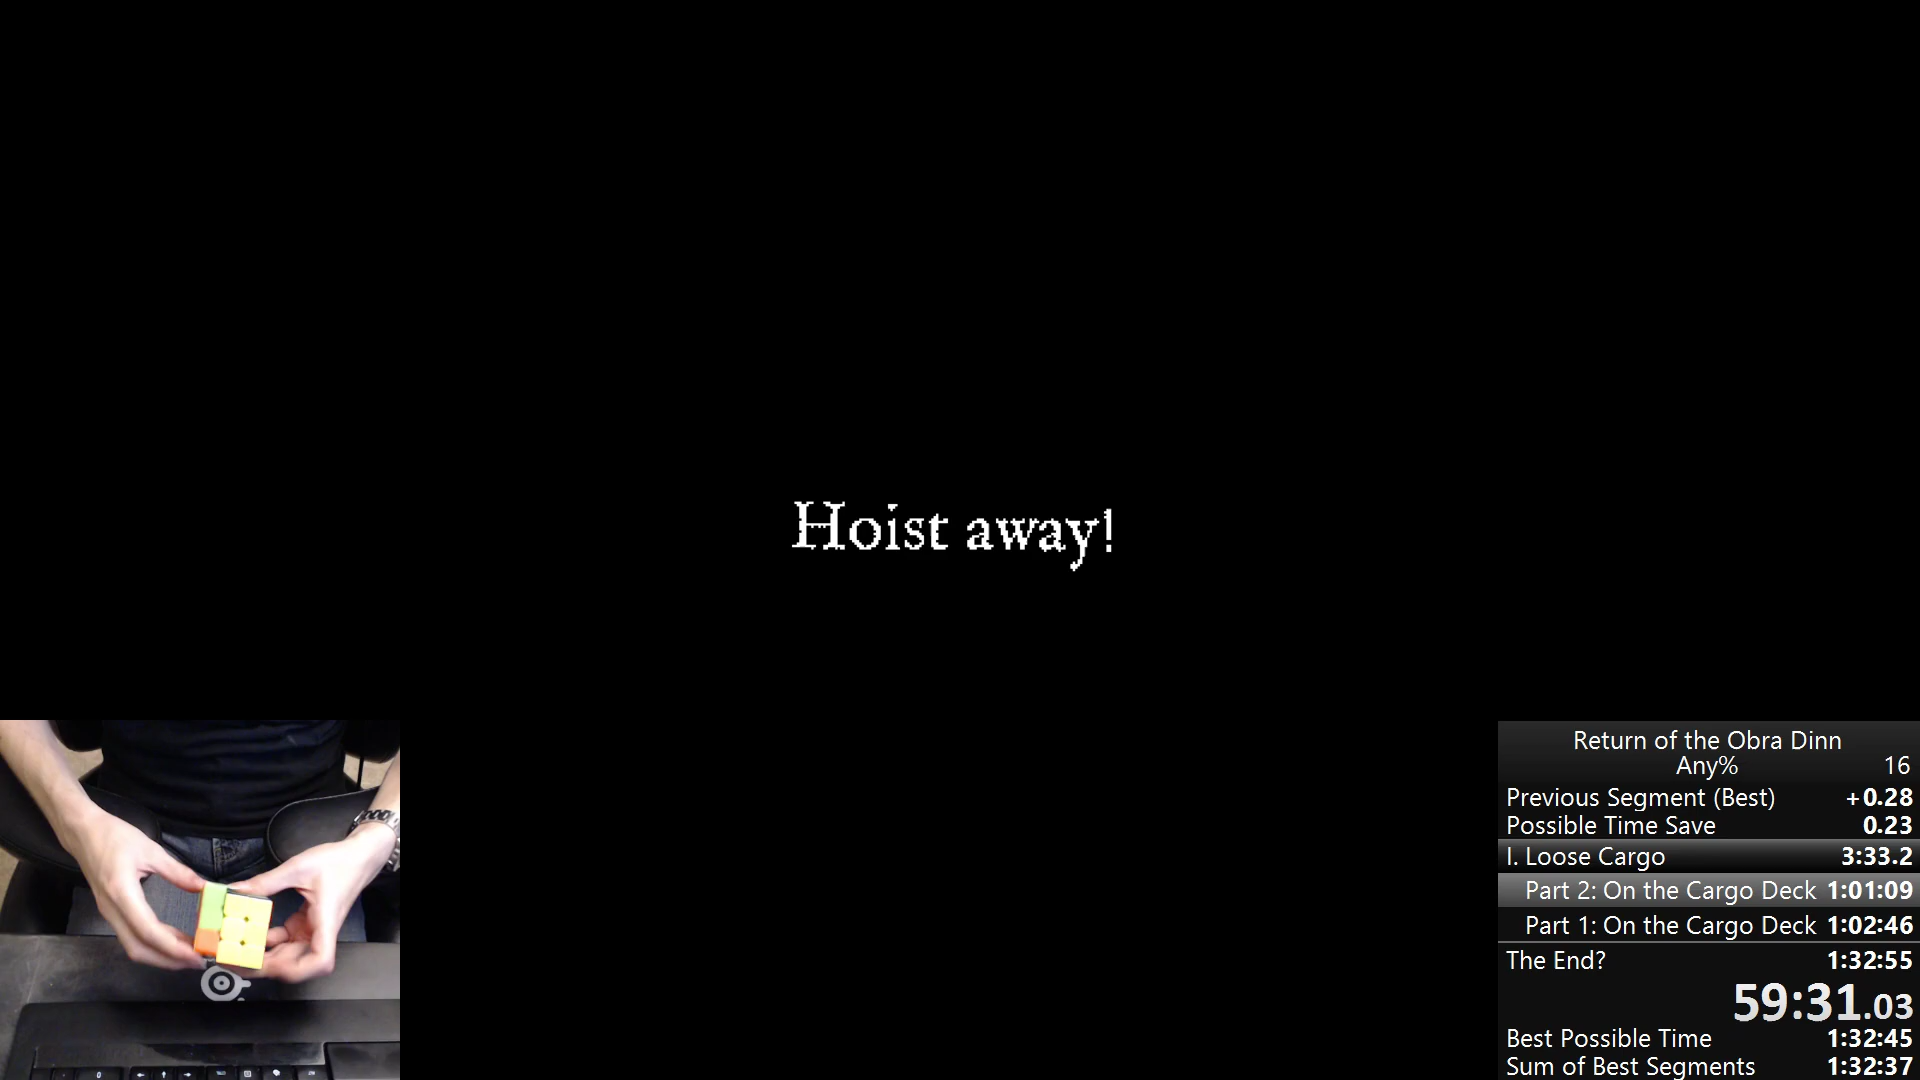 Hoist away!
Return of the Obra Dinn
Any% 16
Previous Segment (Best) +0.28
Possible Time Save 0.23
I. Loose Cargo 3:33.2
Part 2: On the Cargo Deck 1:01:09
Part 1: On the Cargo Deck 1:02:46
The End? 1:32:55
59:31.03
Best Possible Time 1:32:45
Sum of Best Segments 1:32:37